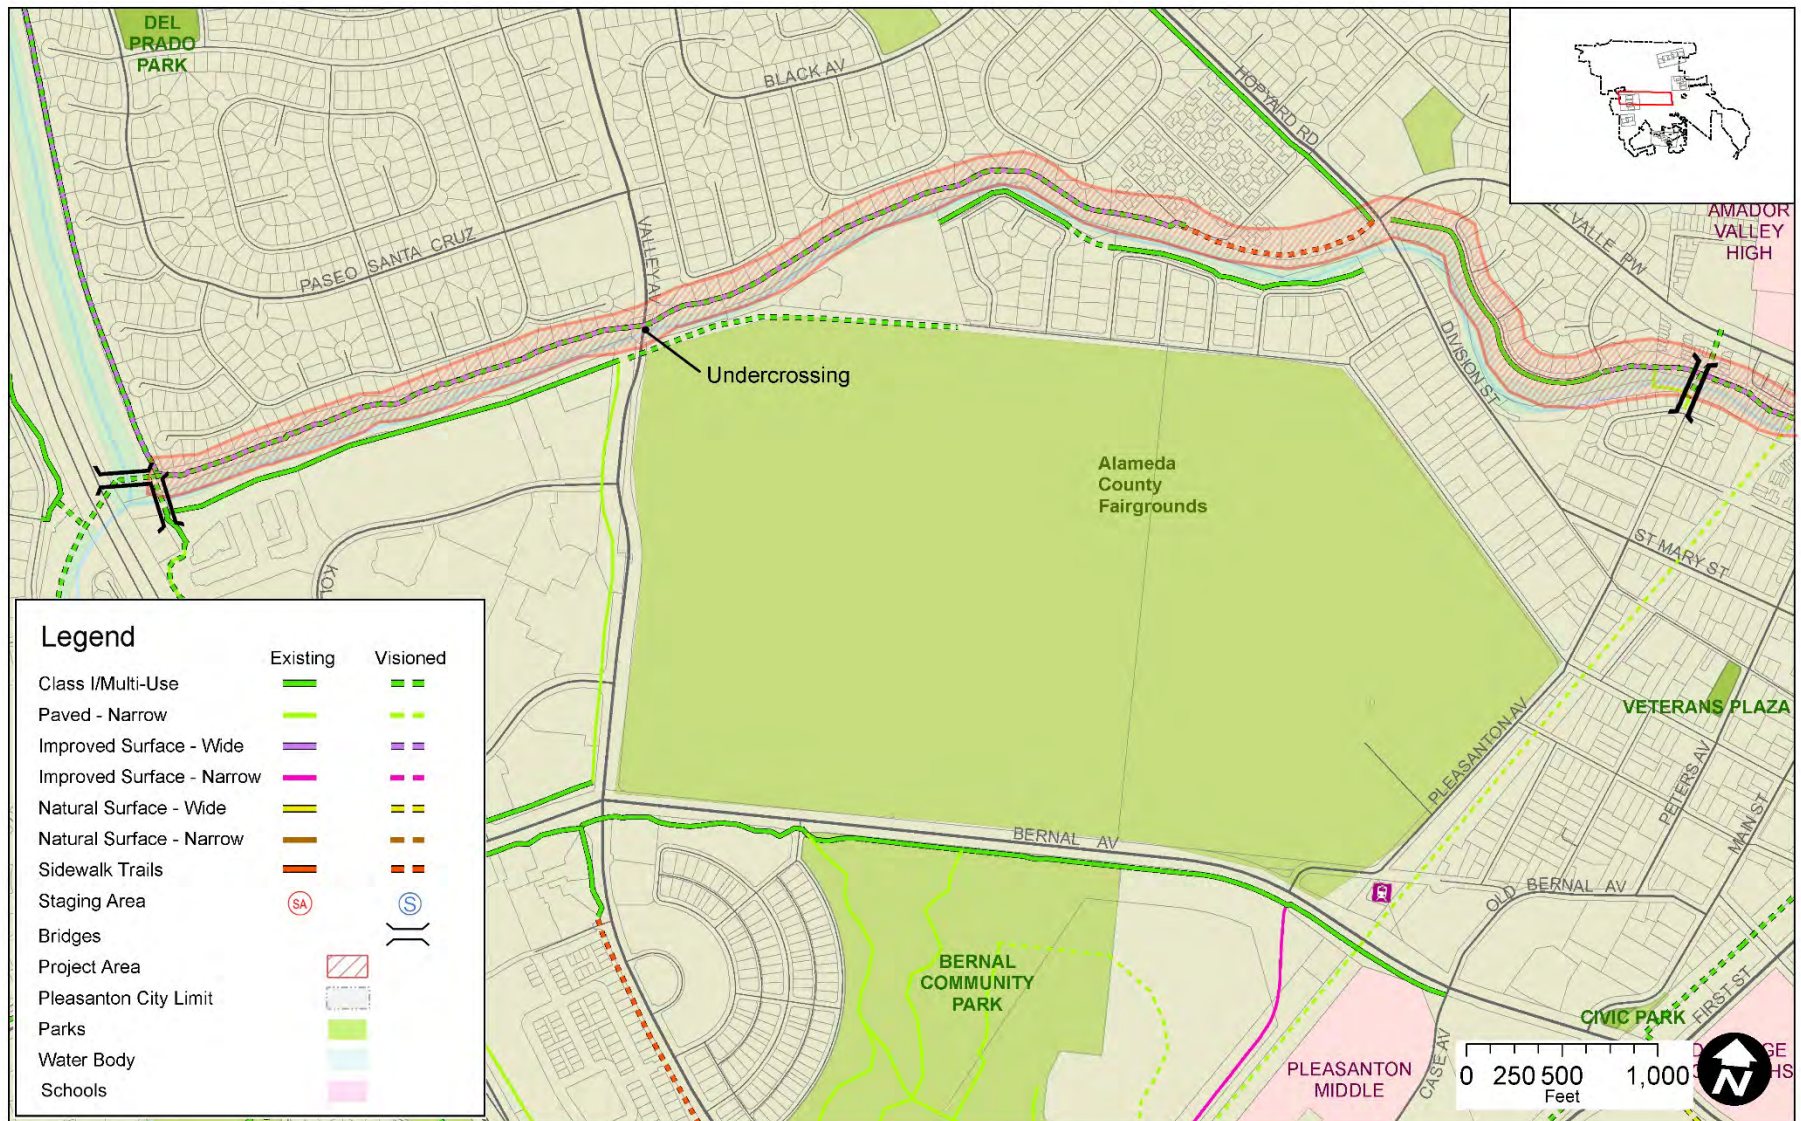 DEL
PRADO
PARK
BLACK AV
HOPYARD RD
AMADOR
VALLEY
HIGH
VALLE PW
PASEO SANTA CRUZ
VALLEY AV
Undercrossing
DIVISION ST
Alameda
County
Fairgrounds
ST MARY ST
VETERANS PLAZA
PLEASANTON AV
PETERS AV
MAIN ST
BERNAL AV
OLD BERNAL AV
BERNAL
COMMUNITY
PARK
CIVIC PARK
FIRST ST
PLEASANTON
MIDDLE
CASE AV
Legend
Existing Visioned
Class I/Multi-Use
Paved - Narrow
Improved Surface - Wide
Improved Surface - Narrow
Natural Surface - Wide
Natural Surface - Narrow
Sidewalk Trails
Staging Area SA S
Bridges
Project Area
Pleasanton City Limit
Parks
Water Body
Schools
0 250 500 1,000
Feet
N